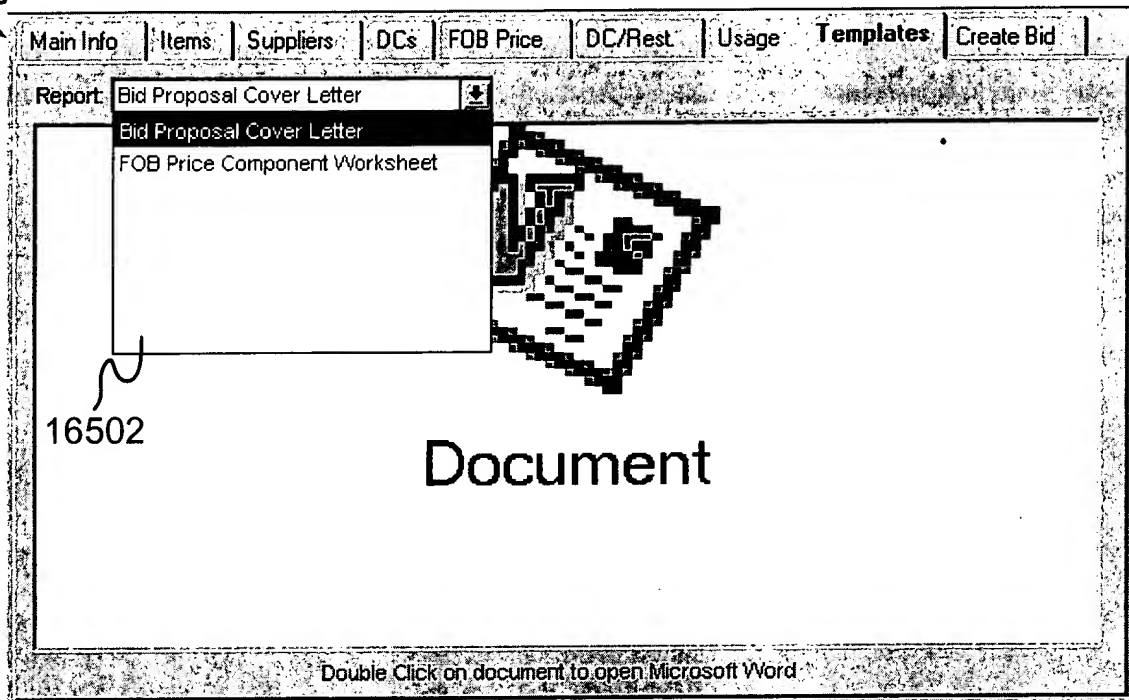 Main Info Items Suppliers DCs FOB Price DC/Rest. Usage Templates Create Bid
Report: Bid Proposal Cover Letter
Bid Proposal Cover Letter
FOB Price Component Worksheet
16502
Document
Double Click on document to open Microsoft Word